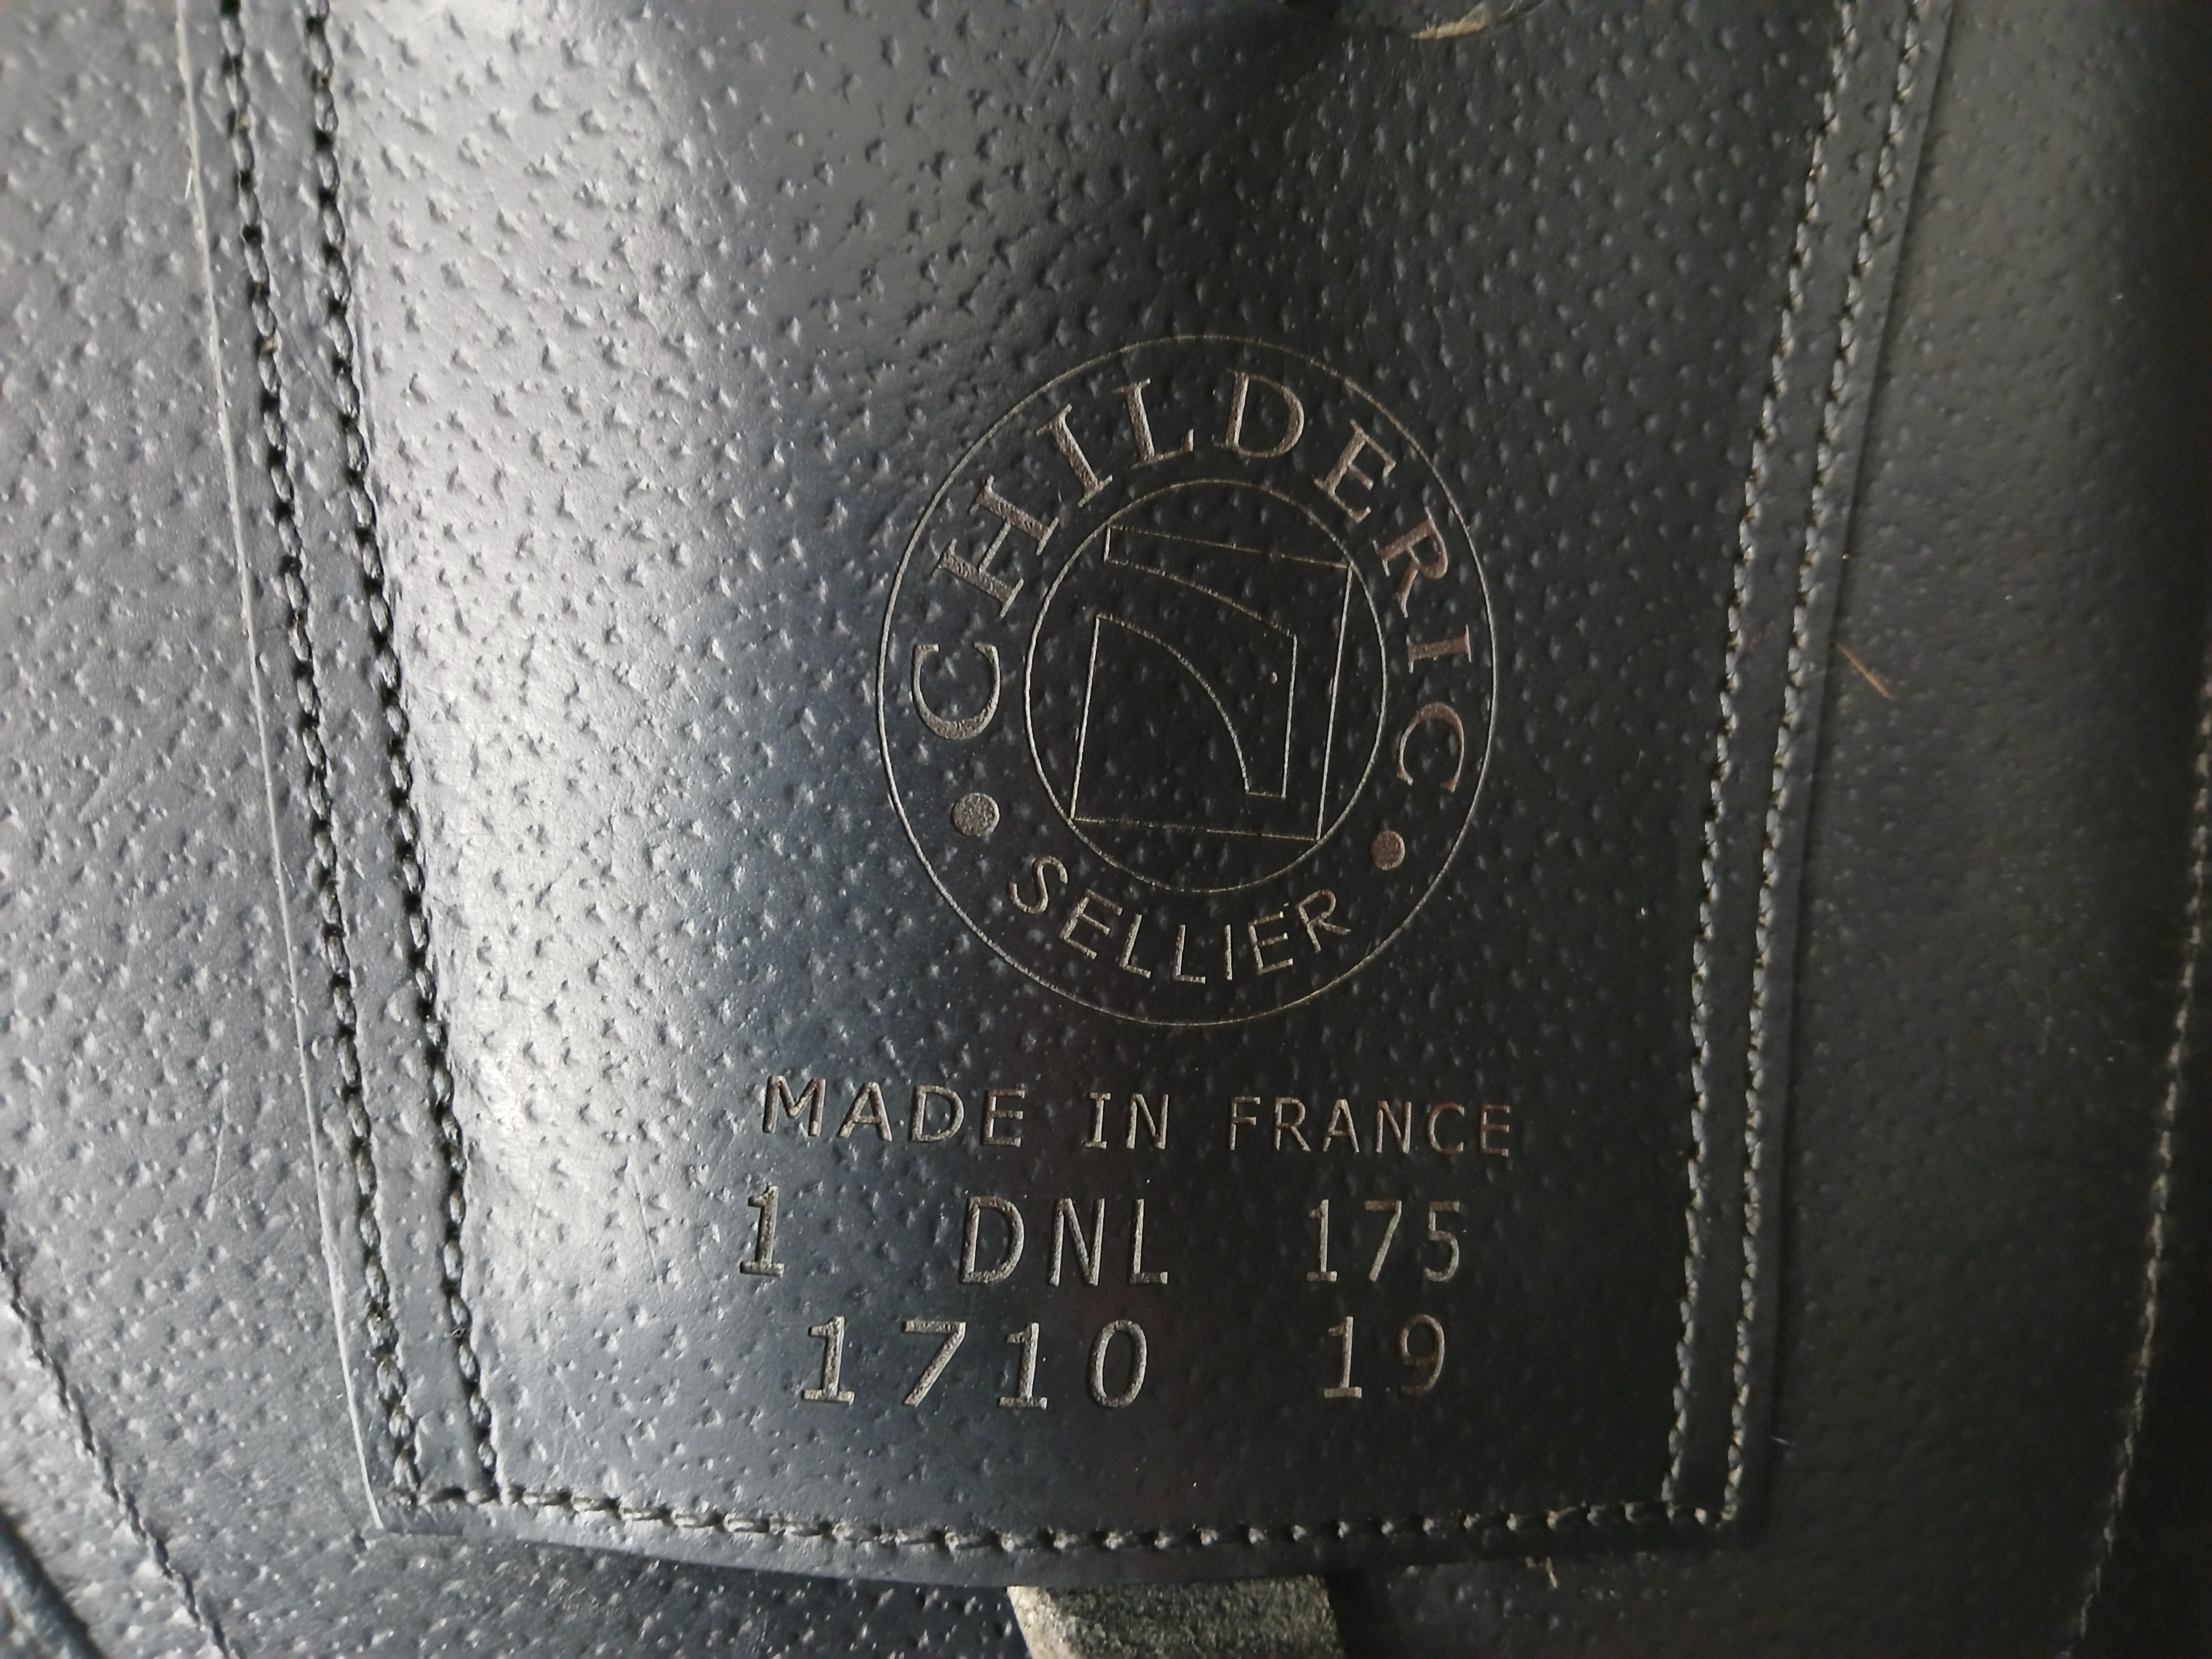 CHILDERIC
SELLIER
MADE IN FRANCE
1 DNL 175
1710 19